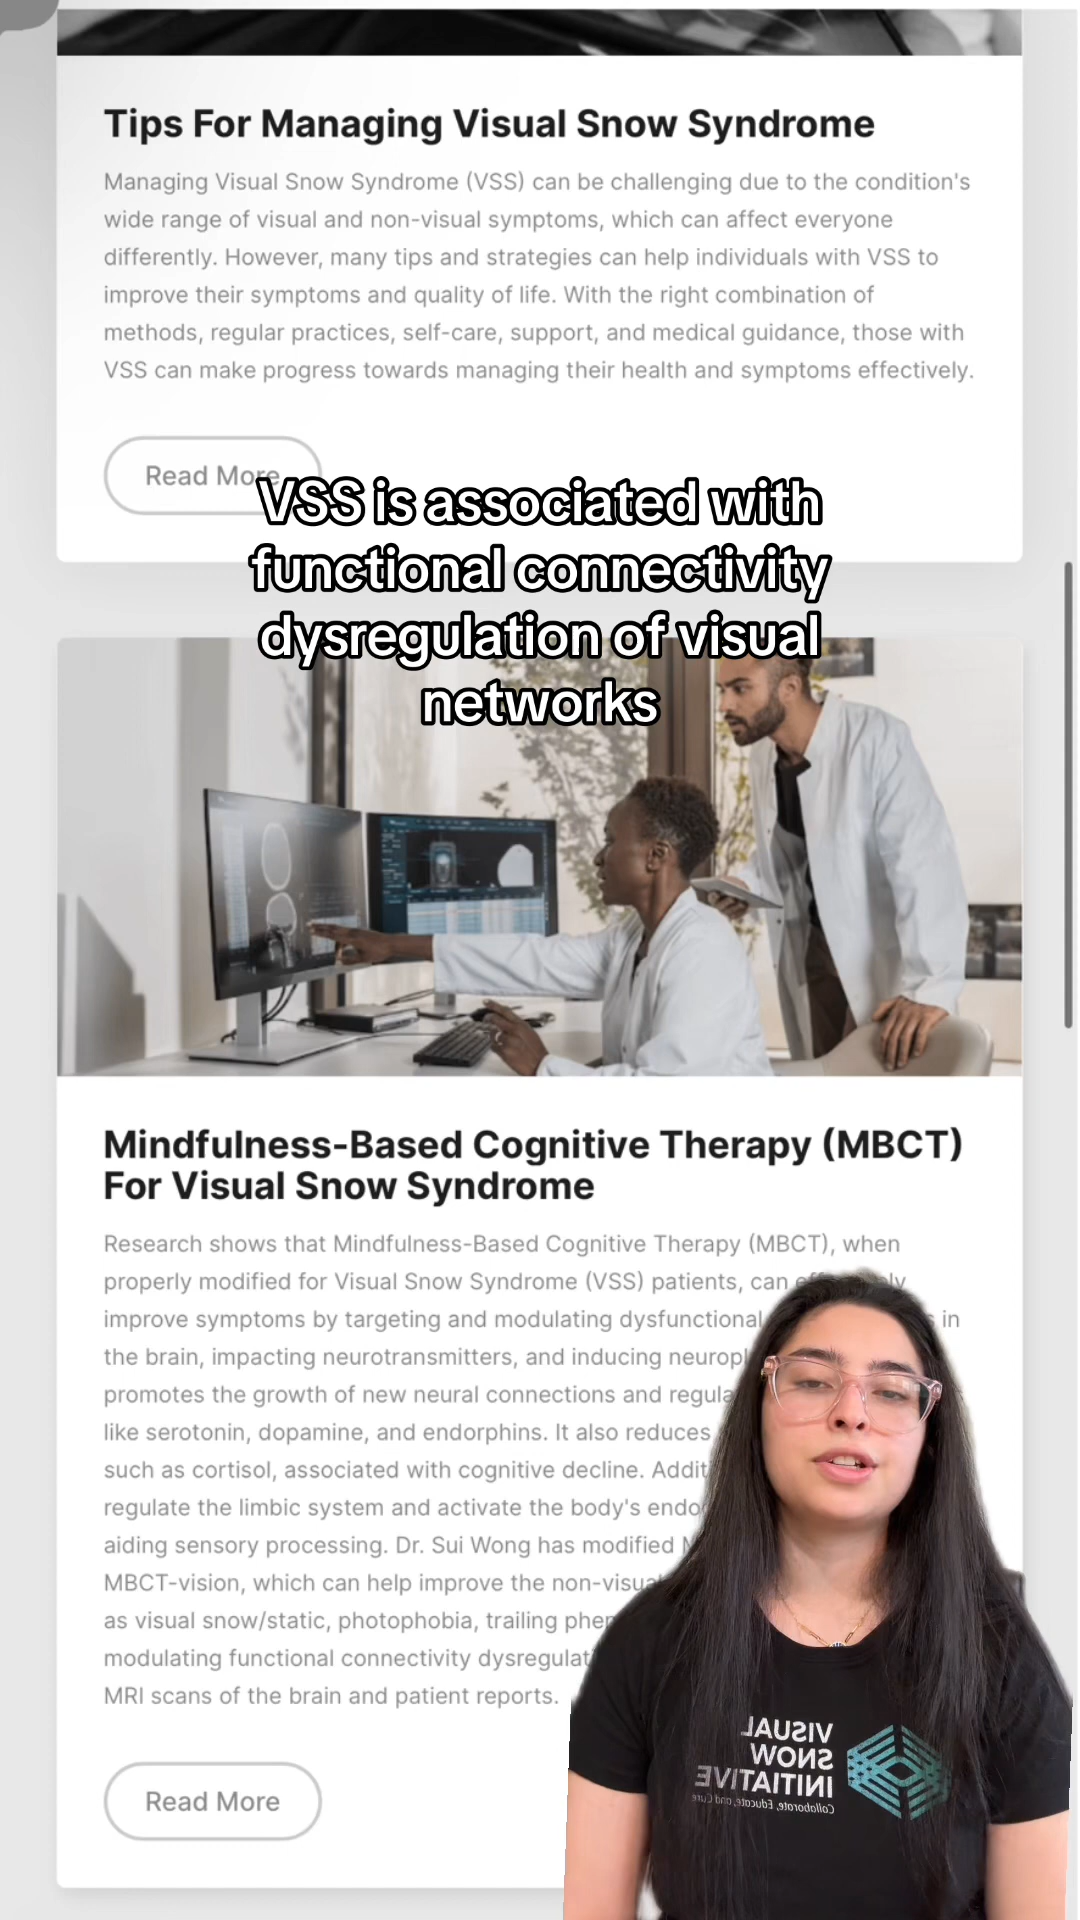 Tips For Managing Visual Snow Syndrome
Managing Visual Snow Syndrome (VSS) can be challenging due to the condition's
wide range of visual and non-visual symptoms, which can affect everyone
differently. However, many tips and strategies can help individuals with VSS to
improve their symptoms and quality of life. With the right combination of
methods, regular practices, self-care, support, and medical guidance, those with
VSS can make progress towards managing their health and symptoms effectively.
Read More
VSS is associated with
functional connectivity
dysregulation of visual
networks
Mindfulness-Based Cognitive Therapy (MBCT)
For Visual Snow Syndrome
Research shows that Mindfulness-Based Cognitive Therapy (MBCT), when
properly modified for Visual Snow Syndrome (VSS) patients, can
improve symptoms by targeting and modulating dysfunctional in
the brain, impacting neurotransmitters, and inducing
promotes the growth of new neural connections and
like serotonin, dopamine, and endorphins. It also reduces
such as cortisol, associated with cognitive decline.
regulate the limbic system and activate the body's
aiding sensory processing. Dr. Sui Wong has modified
MBCT-vision, which can help improve the
as visual snow/static, photophobia, trailing
modulating functional connectivity
MRI scans of the brain and patient reports.
Read More
VISUAL
SNOW
INITIATIVE
Collaborate, Educate, and Cure